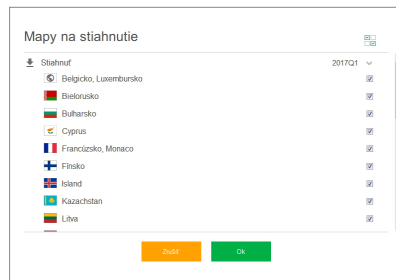 Mapy na stiahnutie
Stiahnuť 2017Q1
Belgicko, Luxembursko
Bielorusko
Bulharsko
Cyprus
Francúzsko, Monaco
Fínsko
Island
Kazachstan
Litva
Zrušiť Ok